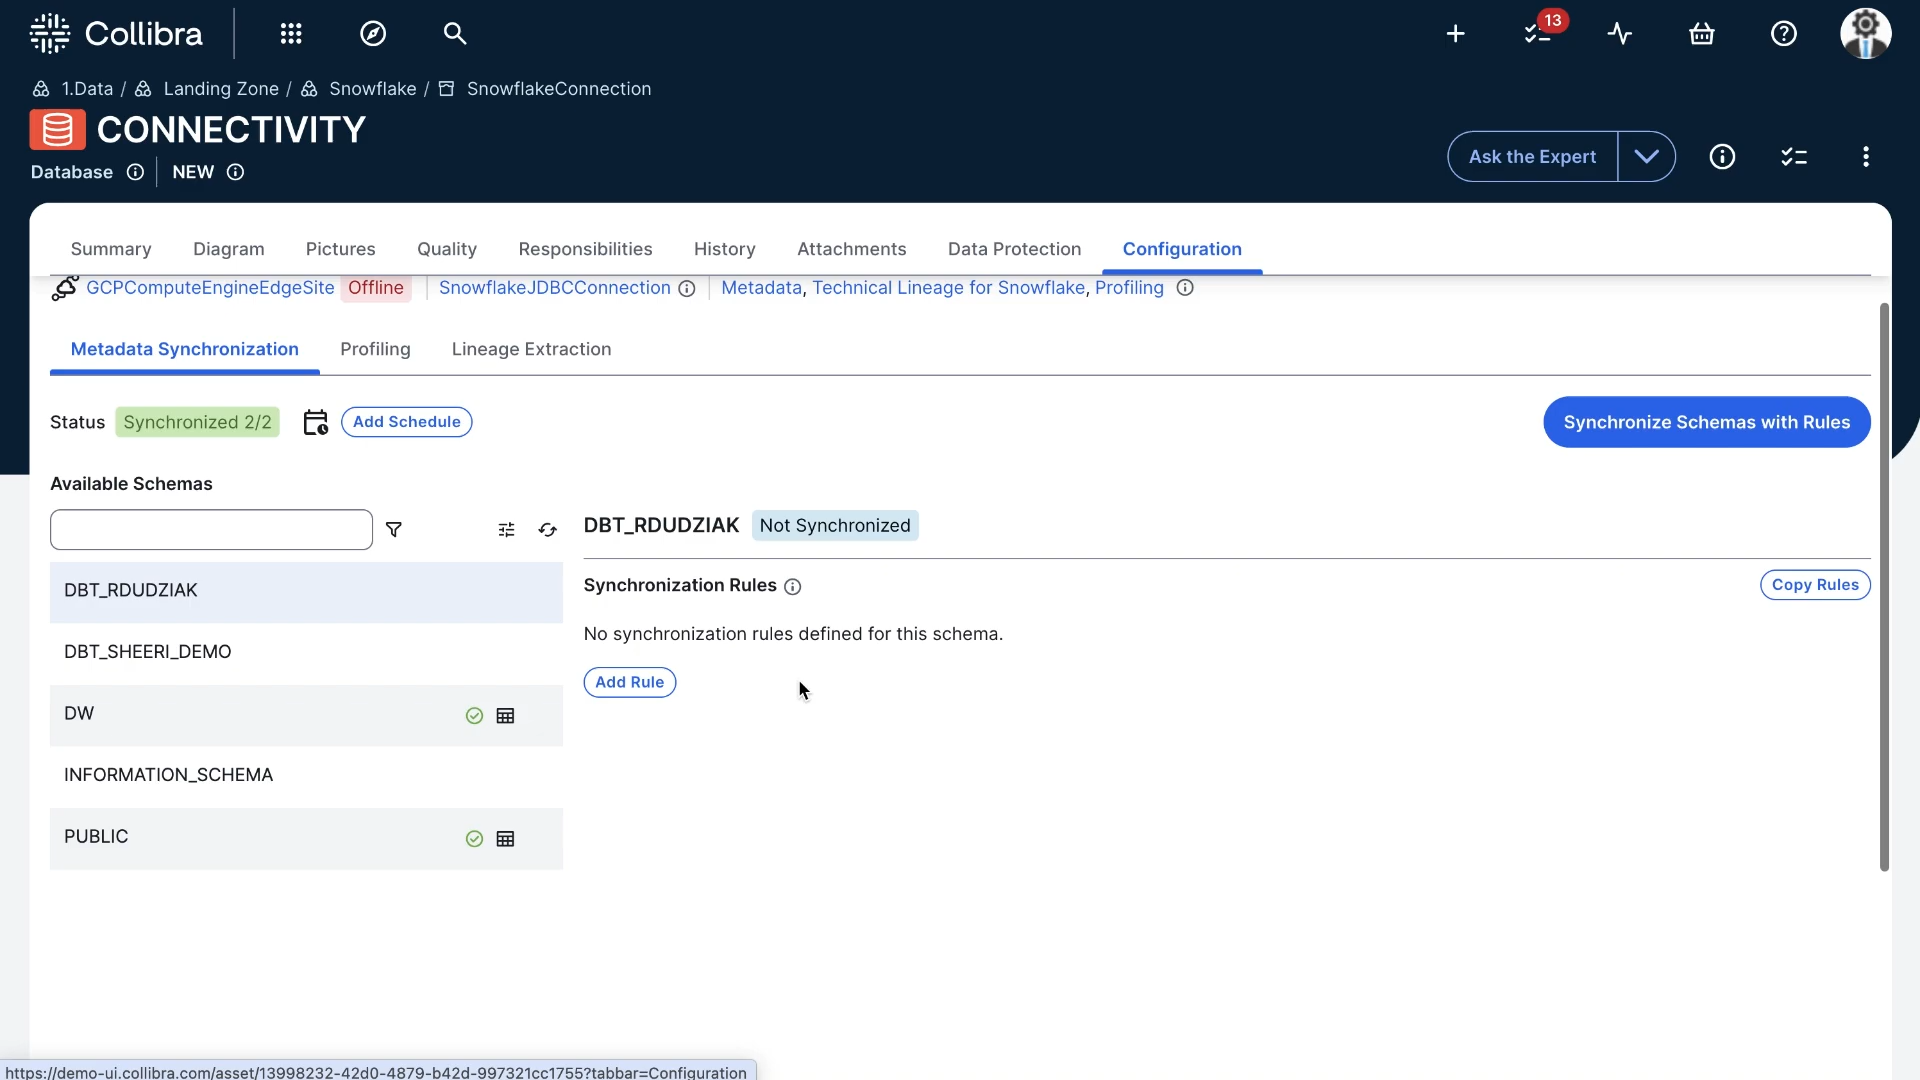 Collibra
13
1.Data / Landing Zone / Snowflake / SnowflakeConnection
CONNECTIVITY
Database NEW
Ask the Expert
Summary Diagram Pictures Quality Responsibilities History Attachments Data Protection Configuration
GCPComputeEngineEdgeSite Offline SnowflakeJDBCConnection Metadata, Technical Lineage for Snowflake, Profiling
Metadata Synchronization Profiling Lineage Extraction
Status Synchronized 2/2 Add Schedule Synchronize Schemas with Rules
Available Schemas
DBT_RDUDZIAK Not Synchronized
DBT_RDUDZIAK
Synchronization Rules Copy Rules
No synchronization rules defined for this schema.
DBT_SHEERI_DEMO
Add Rule
DW
INFORMATION_SCHEMA
PUBLIC
https://demo-ui.collibra.com/asset/13998232-42d0-4879-b42d-997321cc1755?tabbar=Configuration